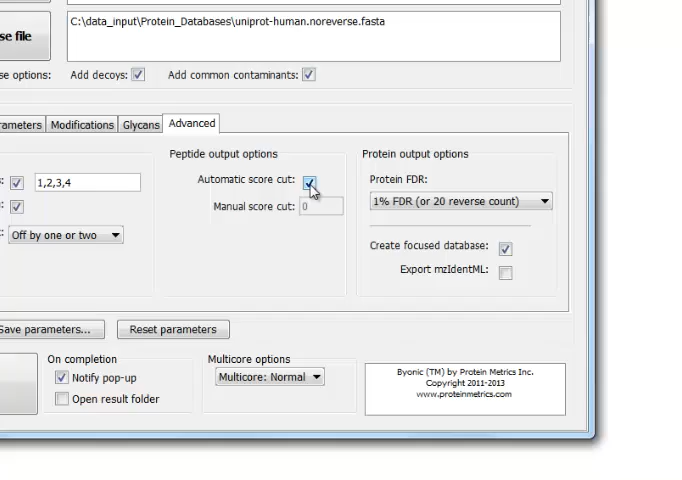 C:\data_input\Protein_Databases\uniprot-human.noreverse.fasta
se file
se options:
Add decoys:
Add common contaminants:
rameters
Modifications
Glycans
Advanced
Peptide output options
Protein output options
Automatic score cut:
Protein FDR:
1,2,3,4
1% FDR (or 20 reverse count)
Manual score cut:
0
Off by one or two
Create focused database:
Export mzIdentML:
Save parameters...
Reset parameters
On completion
Multicore options
Notify pop-up
Multicore: Normal
Open result folder
Byonic (TM) by Protein Metrics Inc.
Copyright 2011-2013
www.proteinmetrics.com